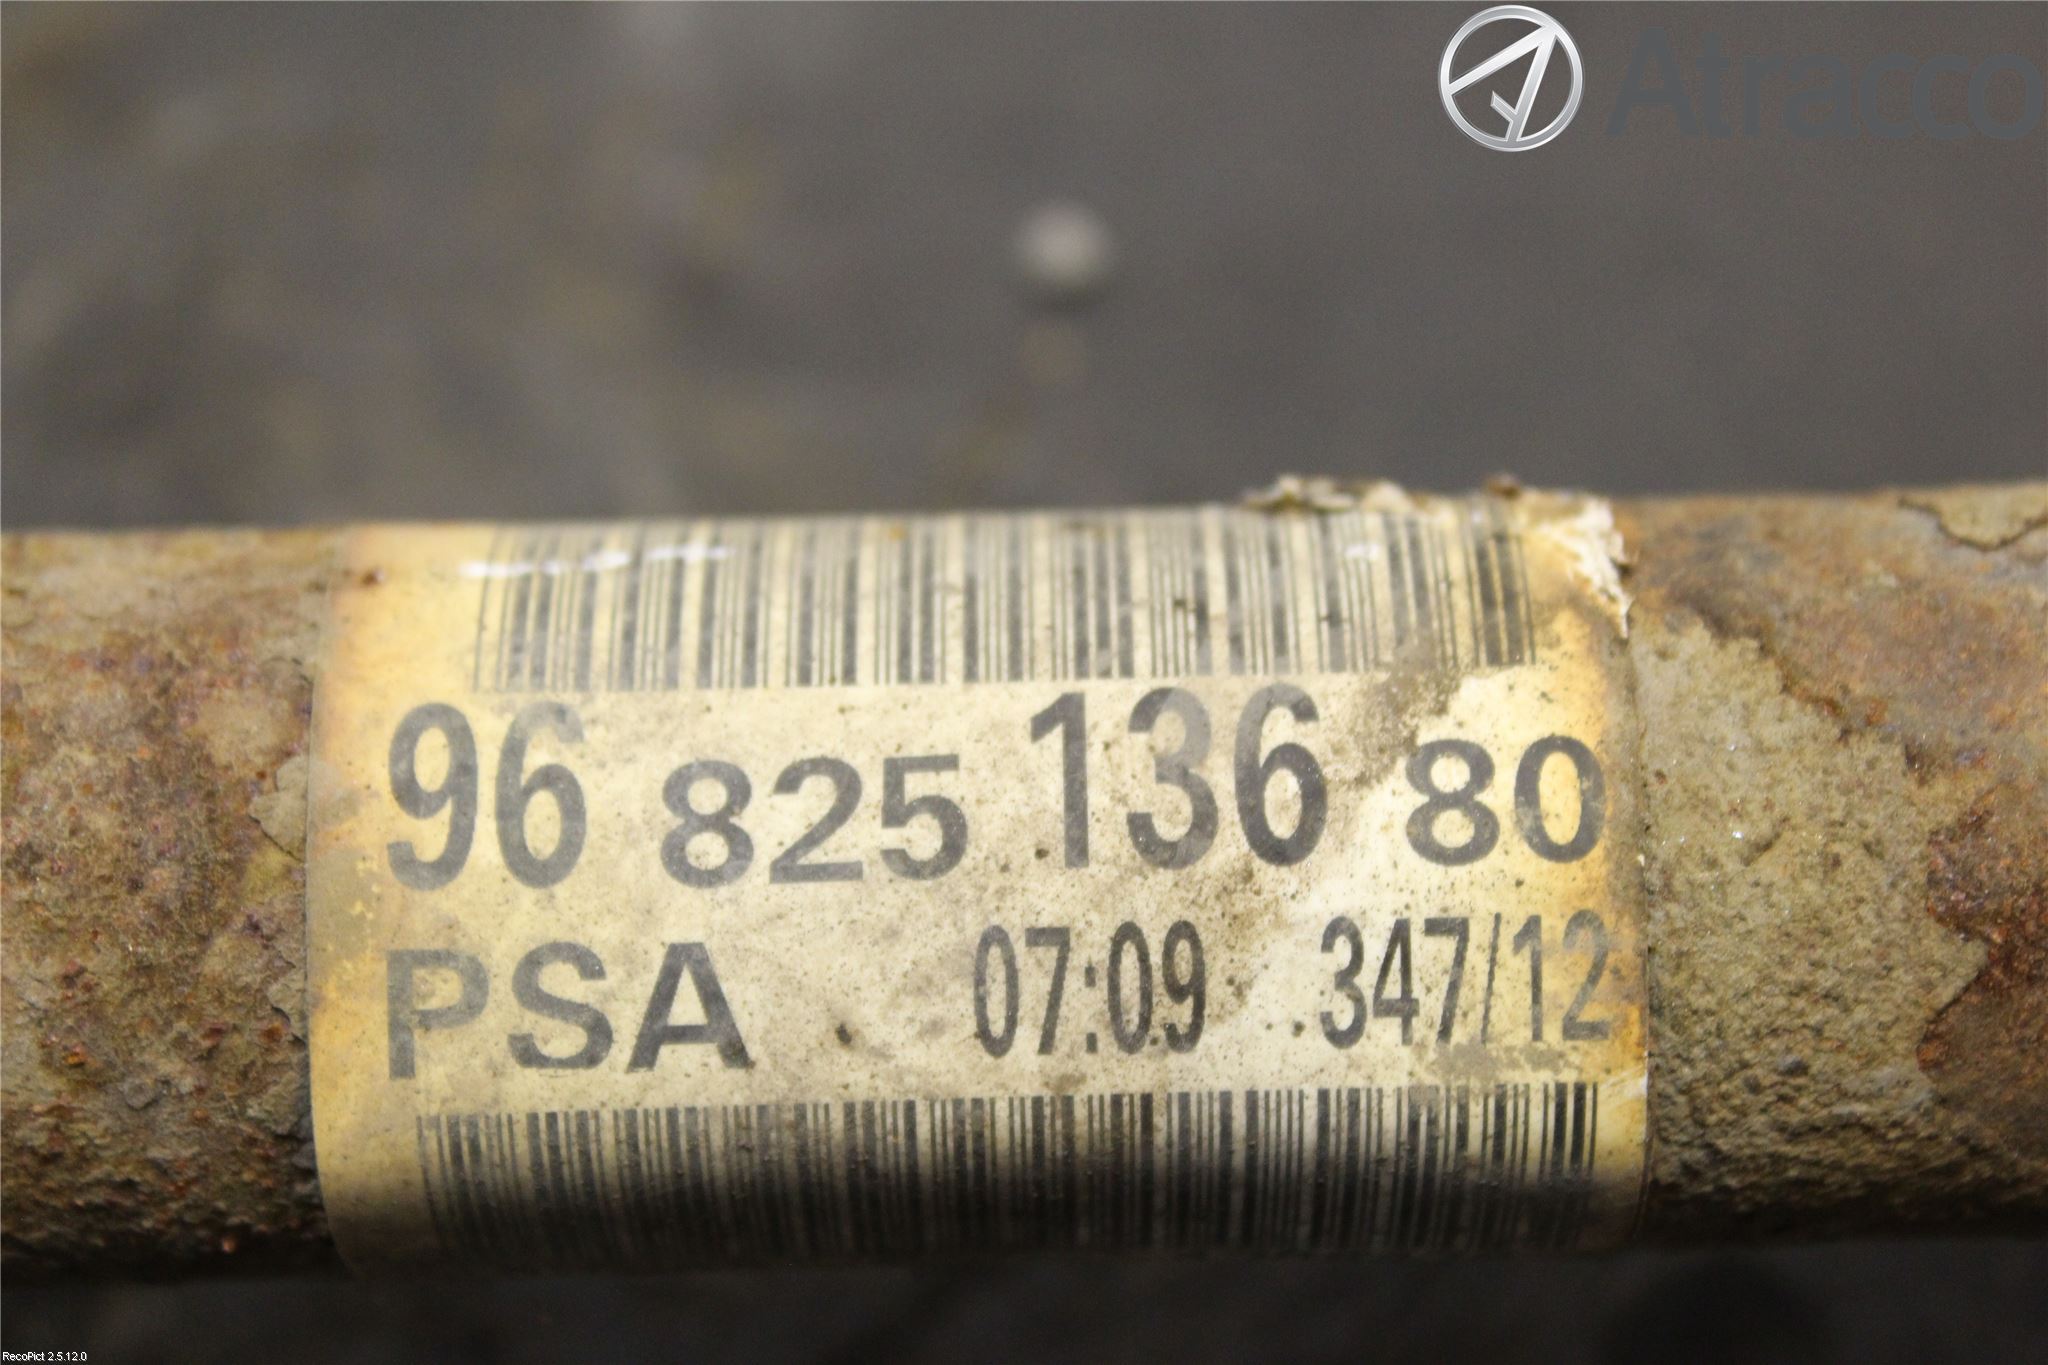 Atracco
96 825 136 80
PSA 07:09 347/12
RecoPict 2.5.12.0